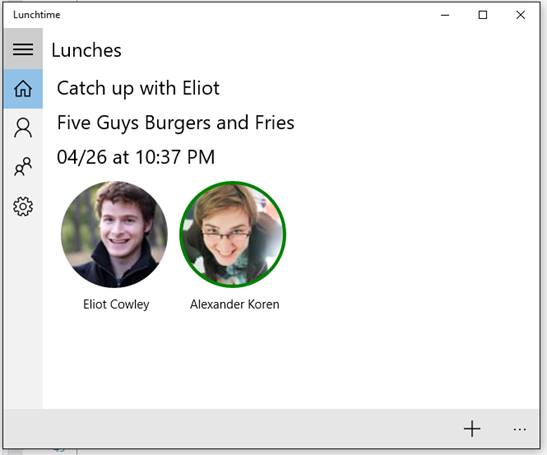 Lunchtime
Lunches
Catch up with Eliot
Five Guys Burgers and Fries
04/26 at 10:37 PM
Eliot Cowley Alexander Koren